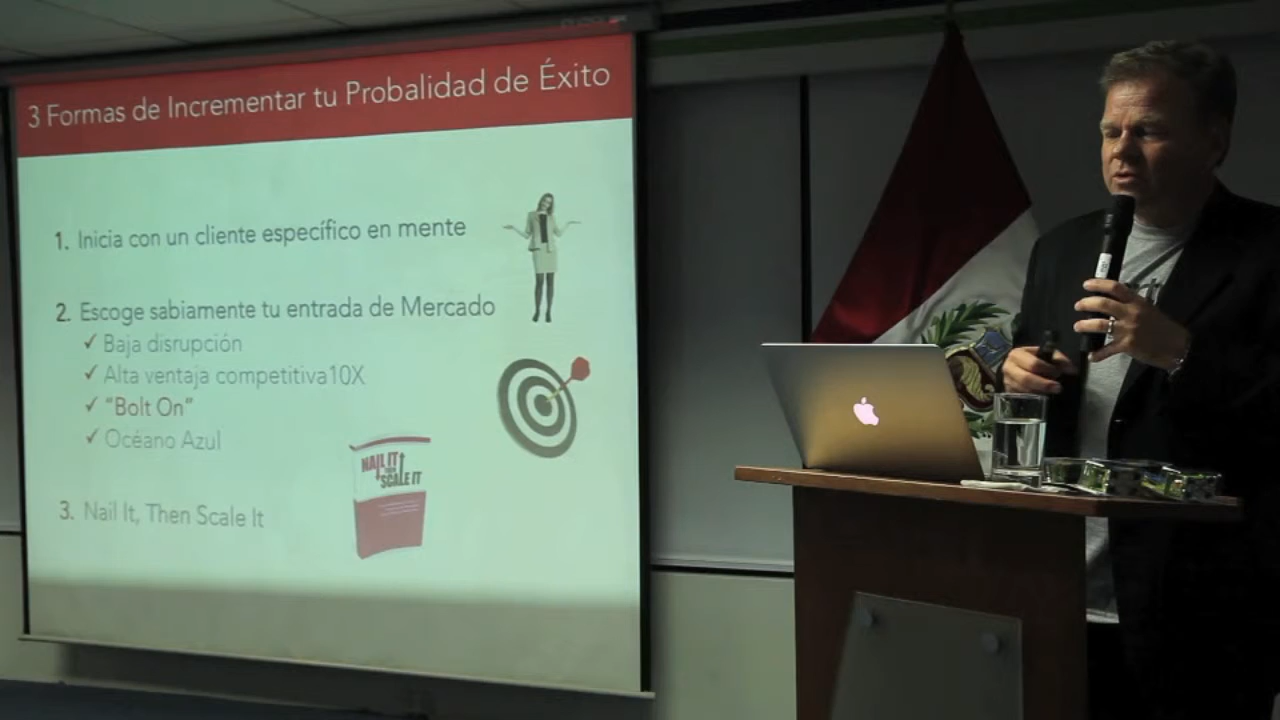 3 Formas de Incrementar tu Probalidad de Éxito
1. Inicia con un cliente específico en mente
2. Escoge sabiamente tu entrada de Mercado
✓ Baja disrupción
✓ Alta ventaja competitiva10X
✓ "Bolt On"
✓ Océano Azul
NAIL IT
SCALE IT
3. Nail It, Then Scale It